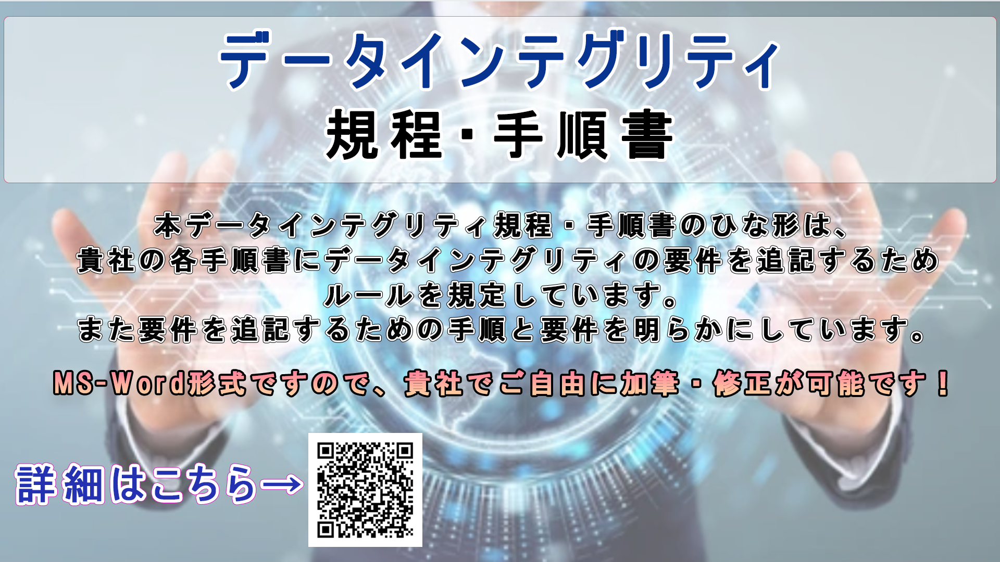 データインテグリティ
規程・手順書
本データインテグリティ規程・手順書のひな形は、
貴社の各手順書にデータインテグリティの要件を追記するため
ルールを規定しています。
また要件を追記するための手順と要件を明らかにしています。
MS-Word形式ですので、貴社でご自由に加筆・修正が可能です！
詳細はこちら→